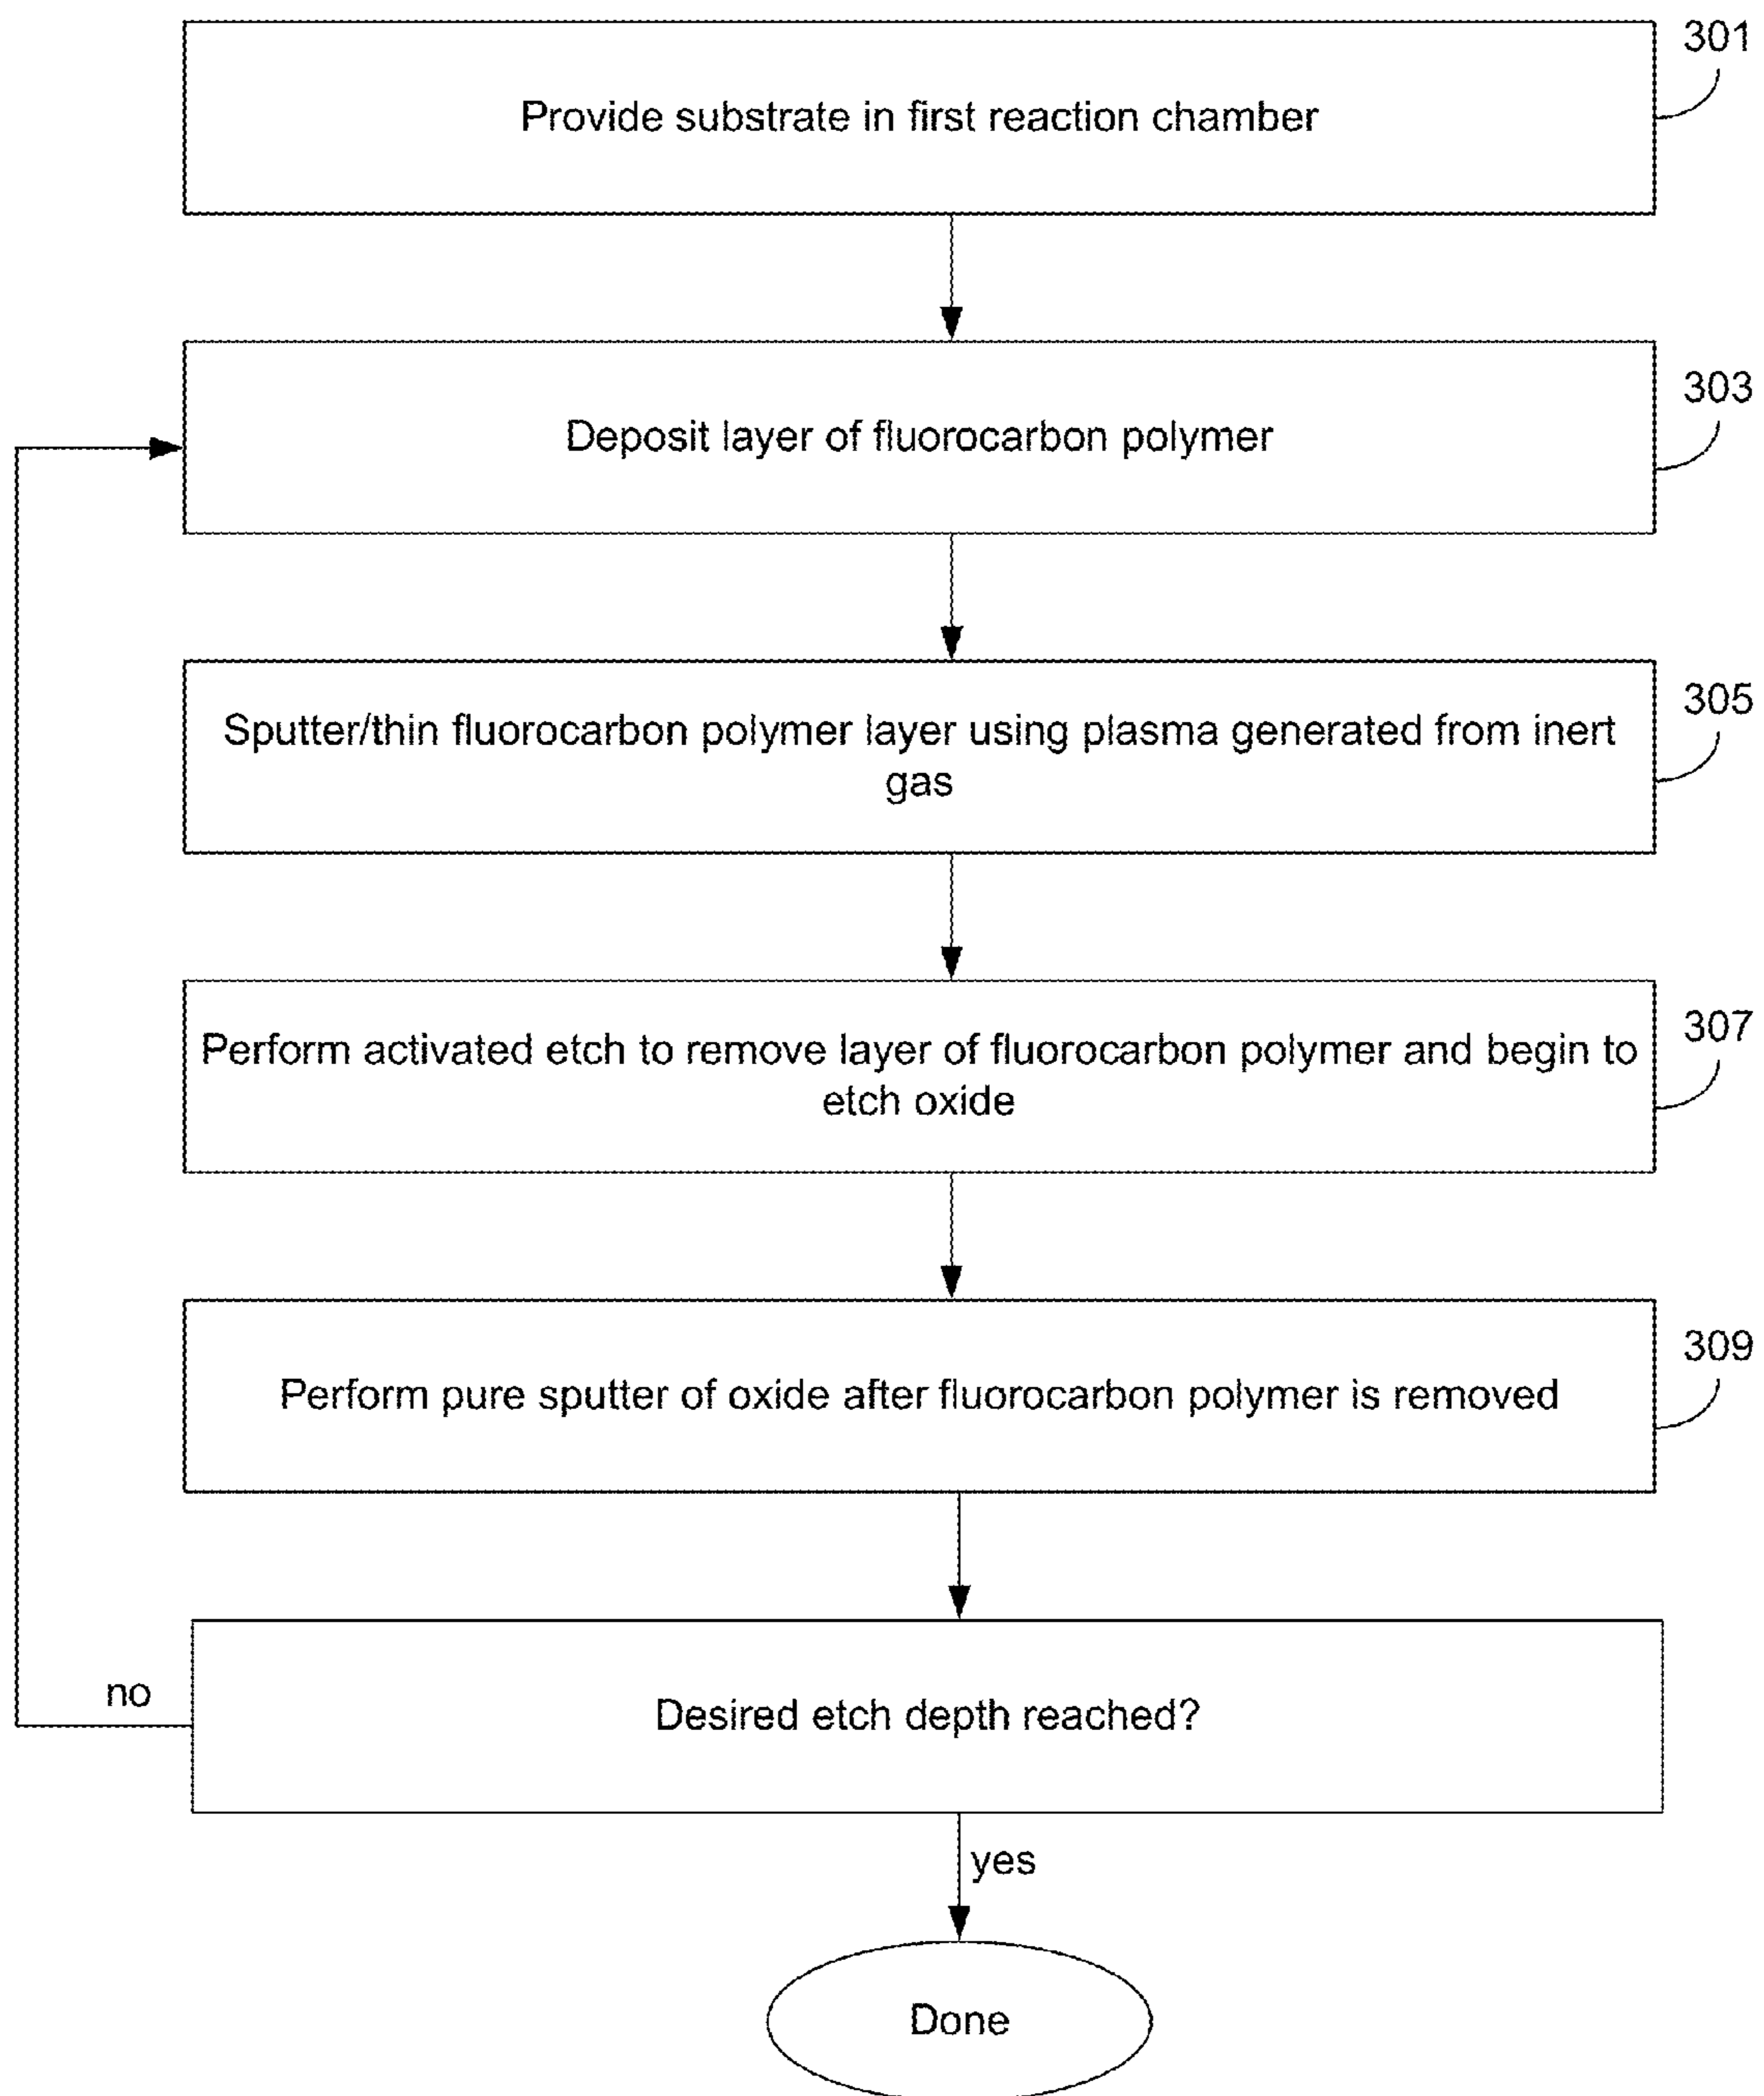 301
Provide substrate in first reaction chamber
303
Deposit layer of fluorocarbon polymer
305
Sputter/thin fluorocarbon polymer layer using plasma generated from inert
gas
307
Perform activated etch to remove layer of fluorocarbon polymer and begin to
etch oxide
309
Perform pure sputter of oxide after fluorocarbon polymer is removed
no
Desired etch depth reached?
yes
Done